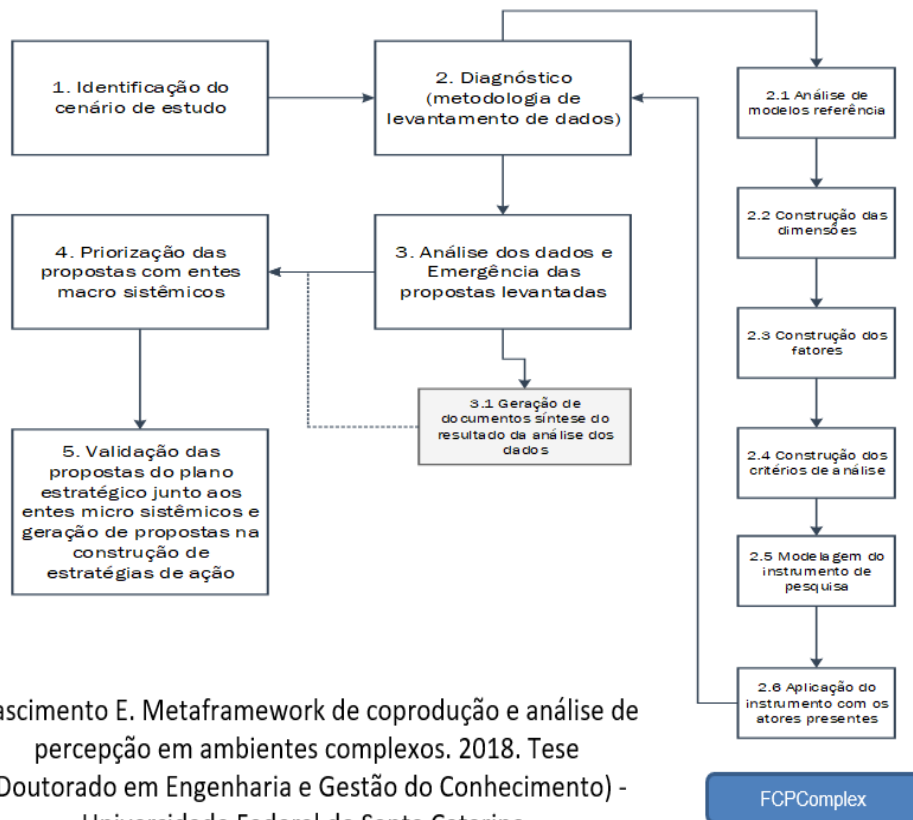 1. Identificação do
cenário de estudo
2. Diagnóstico
(metodologia de
levantamento de dados)
2.1 Análise de
modelos referência
2.2 Construção das
dimensões
2.3 Construção dos
fatores
2.4 Construção dos
critérios de análise
2.5 Modelagem do
instrumento de
pesquisa
2.6 Aplicação do
instrumento com os
atores presentes
3. Análise dos dados e
Emergência das
propostas levantadas
3.1 Geração de
documentos síntese do
resultado da análise dos
dados
4. Priorização das
propostas com entes
macro sistêmicos
5. Validação das
propostas do plano
estratégico junto aos
entes micro sistêmicos e
geração de propostas na
construção de
estratégias de ação
ascimento E. Metaframework de coprodução e análise de
percepção em ambientes complexos. 2018. Tese
Doutorado em Engenharia e Gestão do Conhecimento) -
FCPComplex